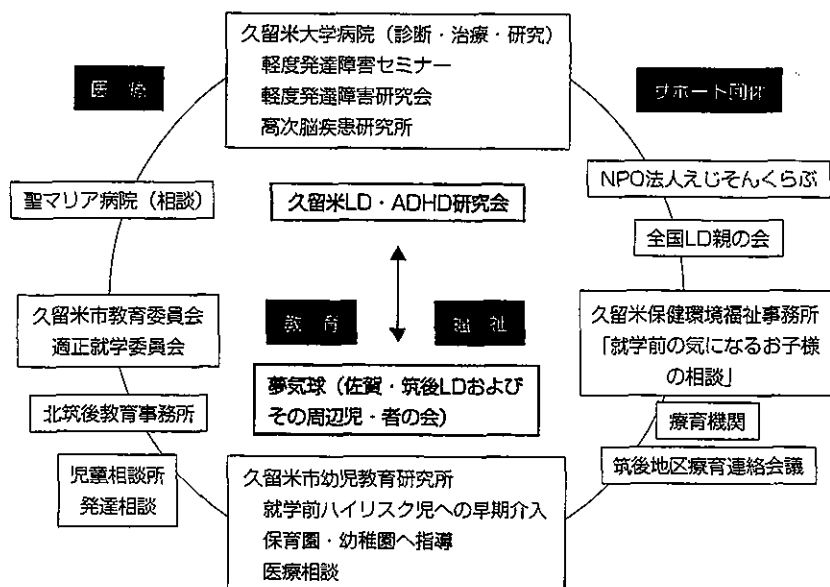 久留米大学病院（診断・治療・研究）
軽度発達障害セミナー
軽度発達障害研究会
高次脳疾患研究所
医 療
サポート団体
NPO法人えじそんくらぶ
聖マリア病院（相談）
久留米LD・ADHD研究会
全国LD親の会
教 育
福 祉
久留米市教育委員会
適正就学委員会
久留米保健環境福祉事務所
「就学前の気になるお子様
の相談」
夢気球（佐賀・筑後LDおよび
その周辺児・者の会）
北筑後教育事務所
療育機関
筑後地区療育連絡会議
児童相談所
発達相談
久留米市幼児教育研究所
就学前ハイリスク児への早期介入
保育園・幼稚園へ指導
医療相談